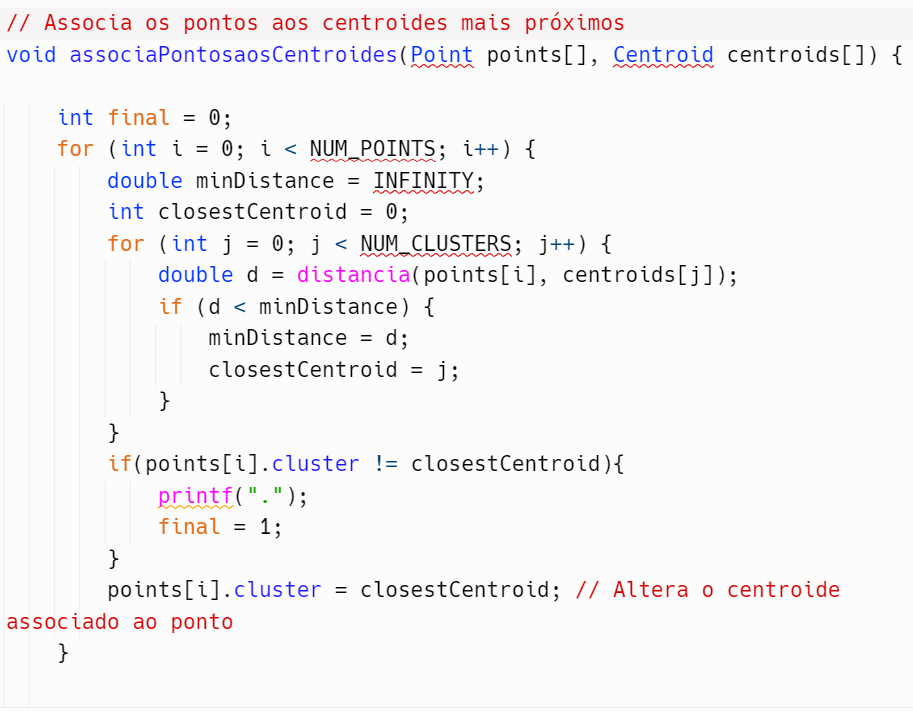 // Associa os pontos aos centroides mais próximos
void associaPontosaosCentroides(Point points[], Centroid centroids[]) {
    int final = 0;
    for (int i = 0; i < NUM_POINTS; i++) {
        double minDistance = INFINITY;
        int closestCentroid = 0;
        for (int j = 0; j < NUM_CLUSTERS; j++) {
            double d = distancia(points[i], centroids[j]);
            if (d < minDistance) {
                minDistance = d;
                closestCentroid = j;
            }
        }
        if(points[i].cluster != closestCentroid){
            printf(".");
            final = 1;
        }
        points[i].cluster = closestCentroid; // Altera o centroide
associado ao ponto
    }